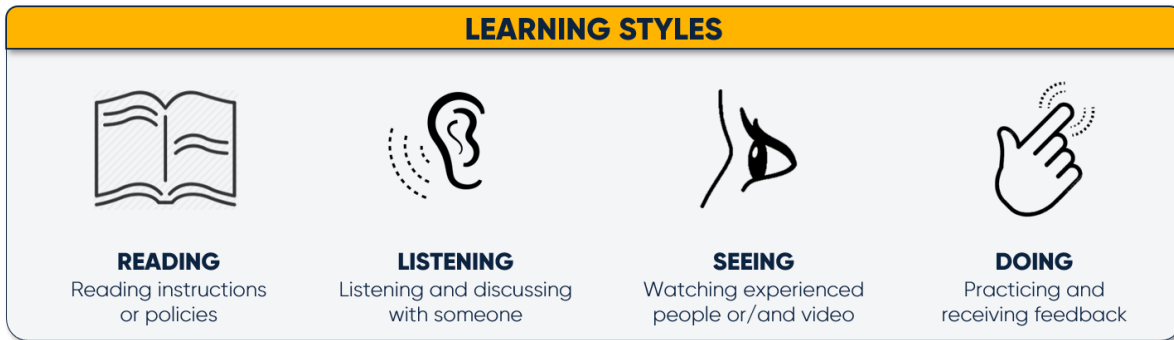 LEARNING STYLES
READING
Reading instructions
or policies
LISTENING
Listening and discussing
with someone
SEEING
Watching experienced
people or/and video
DOING
Practicing and
receiving feedback